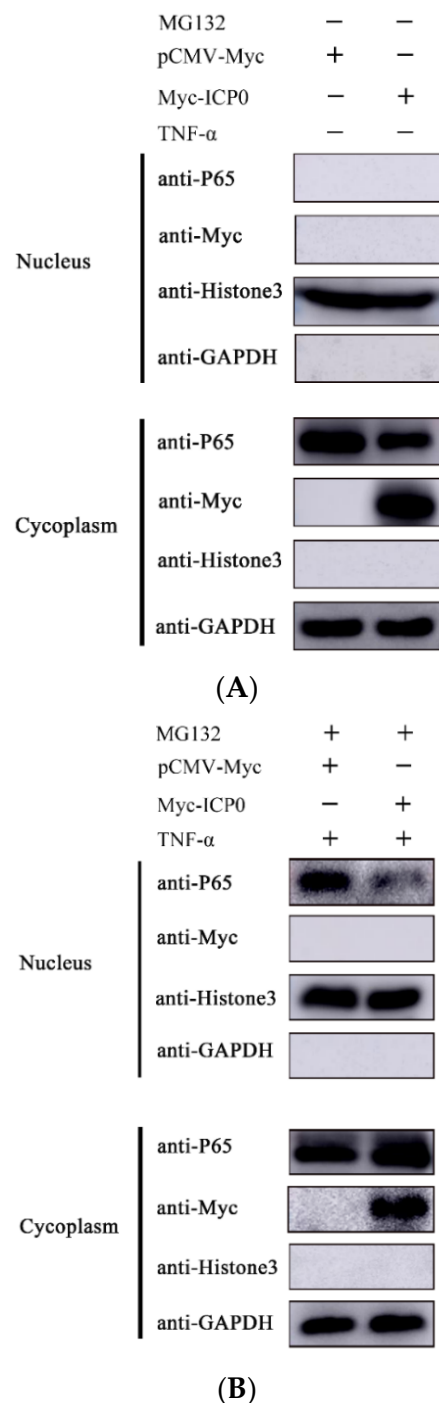 MG132 − −
pCMV-Myc + −
Myc-ICP0 − +
TNF-α − −
anti-P65
anti-Myc
Nucleus
anti-Histone3
anti-GAPDH
anti-P65
anti-Myc
Cycoplasm
anti-Histone3
anti-GAPDH
(A)
MG132 + +
pCMV-Myc + −
Myc-ICP0 − +
TNF-α + +
anti-P65
anti-Myc
Nucleus
anti-Histone3
anti-GAPDH
anti-P65
anti-Myc
Cycoplasm
anti-Histone3
anti-GAPDH
(B)